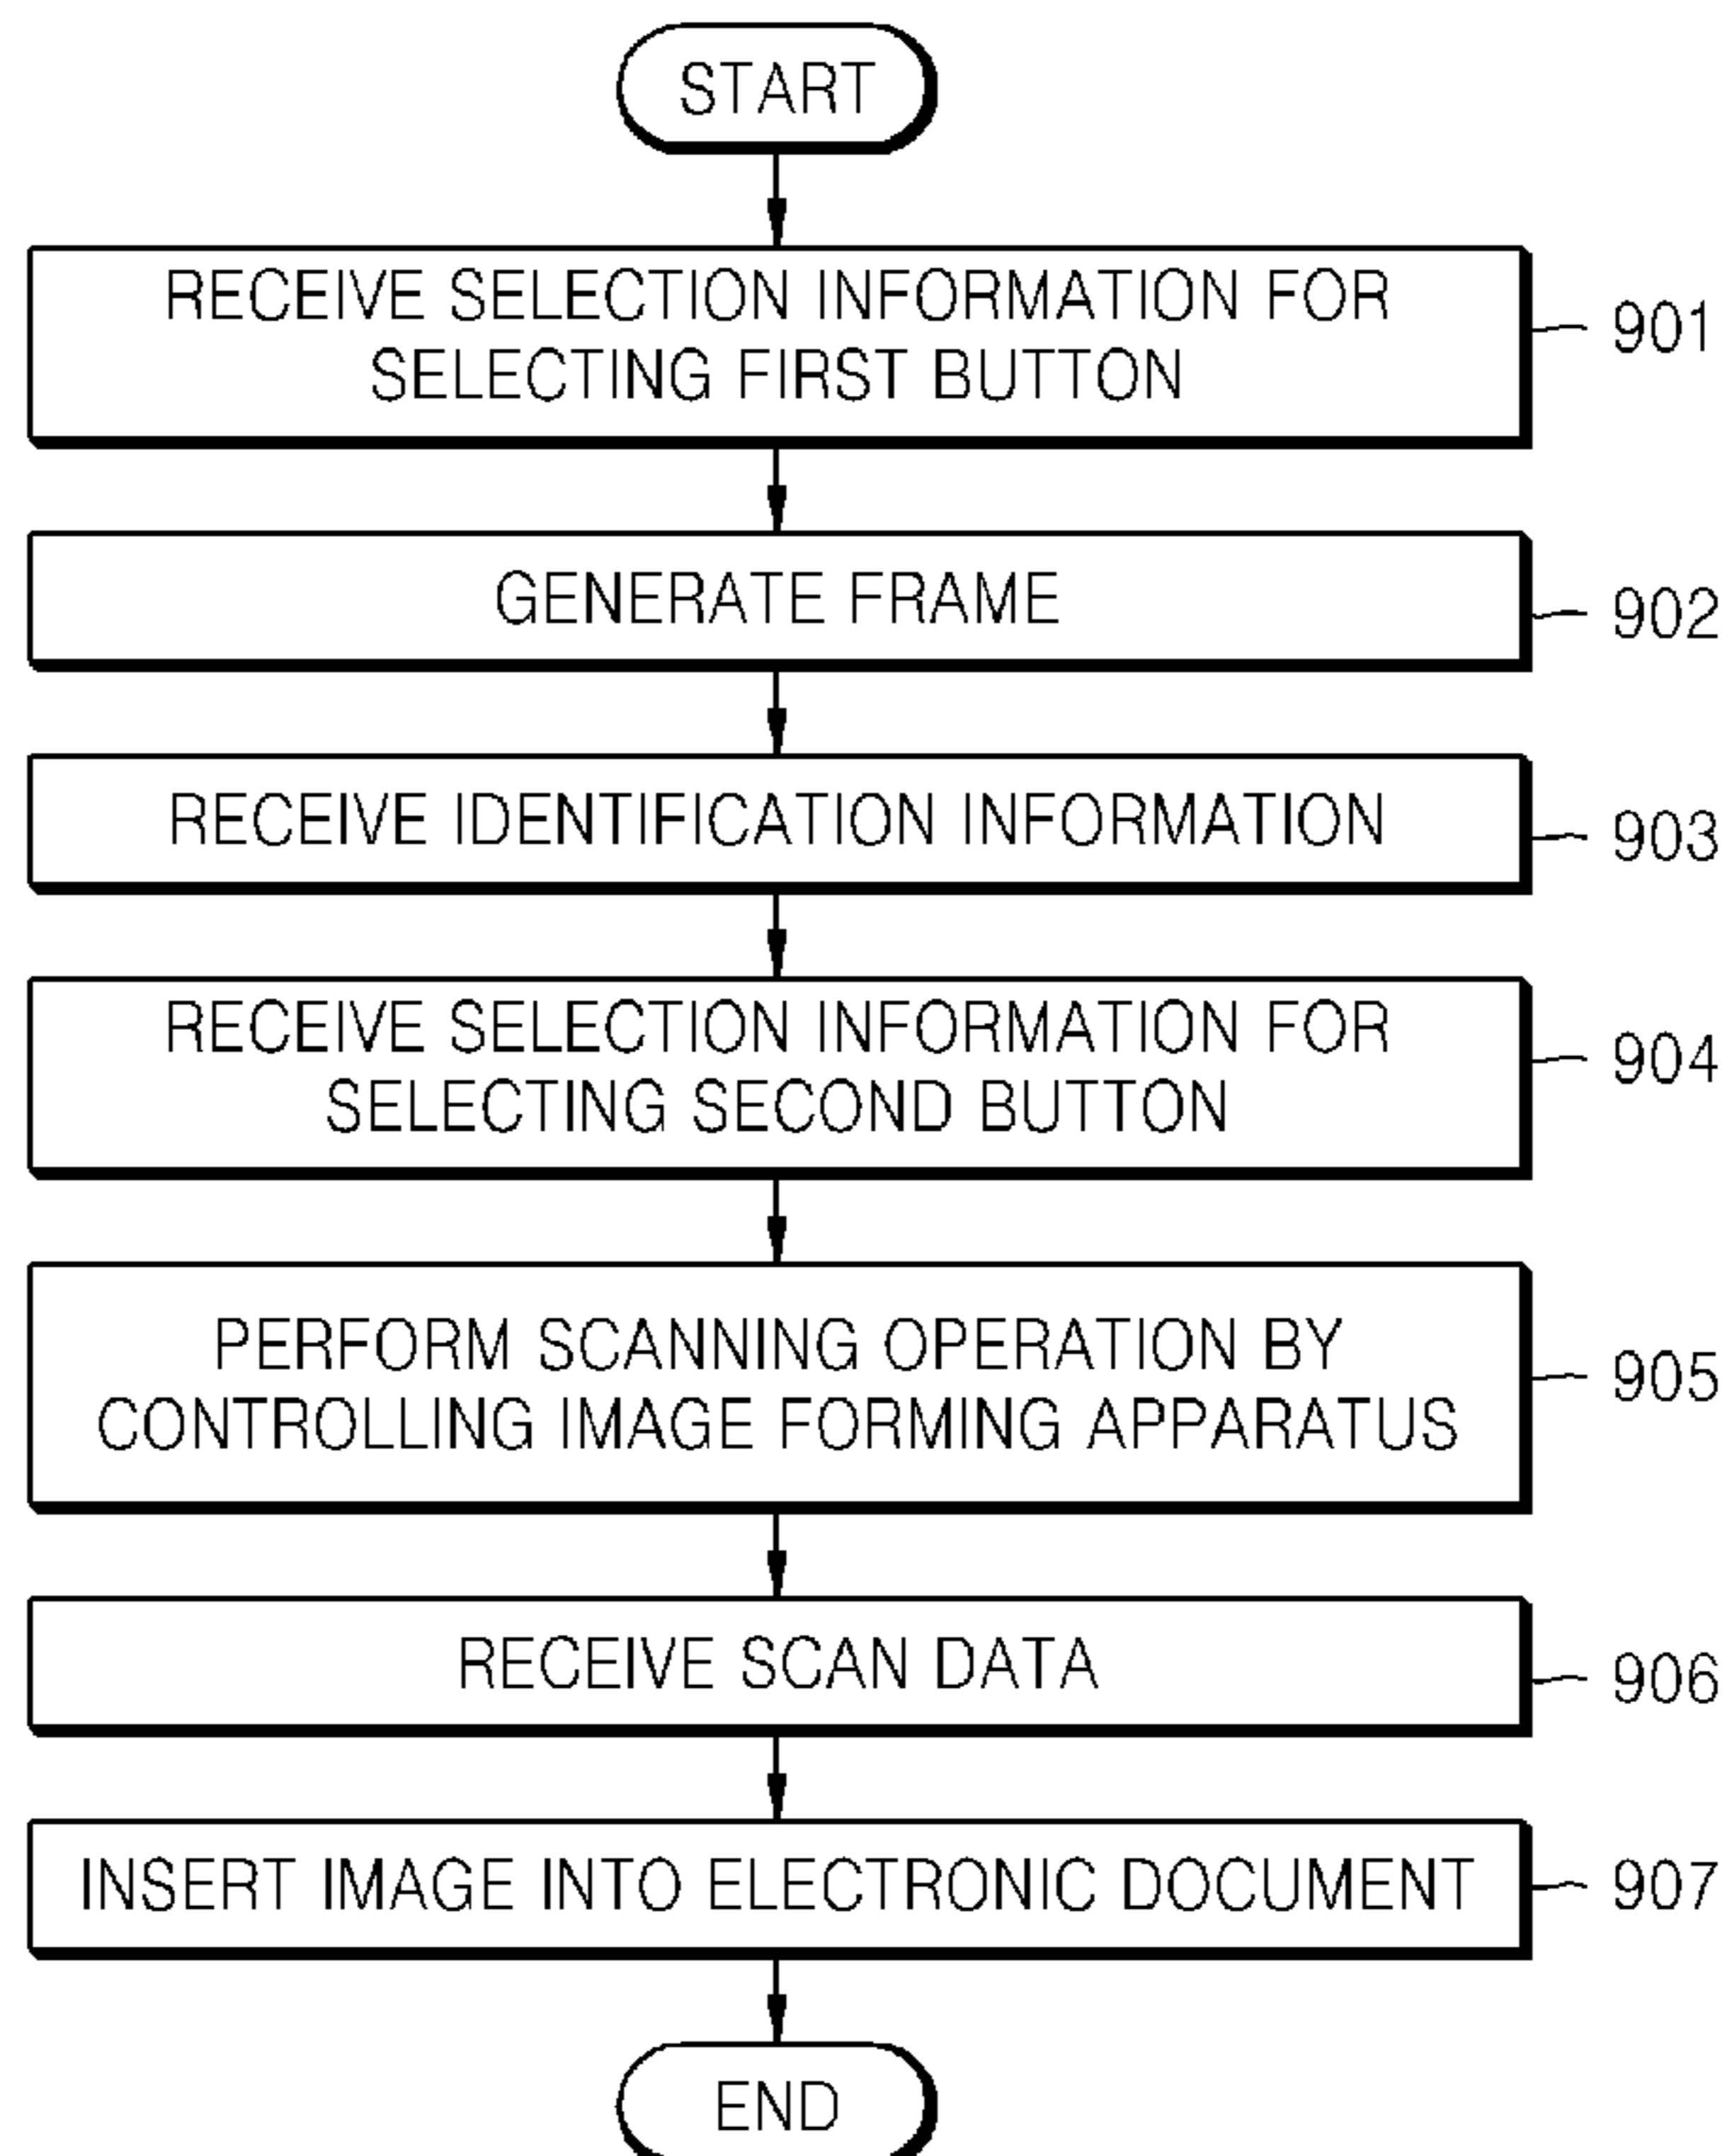 START
RECEIVE SELECTION INFORMATION FOR
SELECTING FIRST BUTTON
901
GENERATE FRAME
902
RECEIVE IDENTIFICATION INFORMATION
903
RECEIVE SELECTION INFORMATION FOR
SELECTING SECOND BUTTON
904
PERFORM SCANNING OPERATION BY
CONTROLLING IMAGE FORMING APPARATUS
905
RECEIVE SCAN DATA
906
INSERT IMAGE INTO ELECTRONIC DOCUMENT
907
END